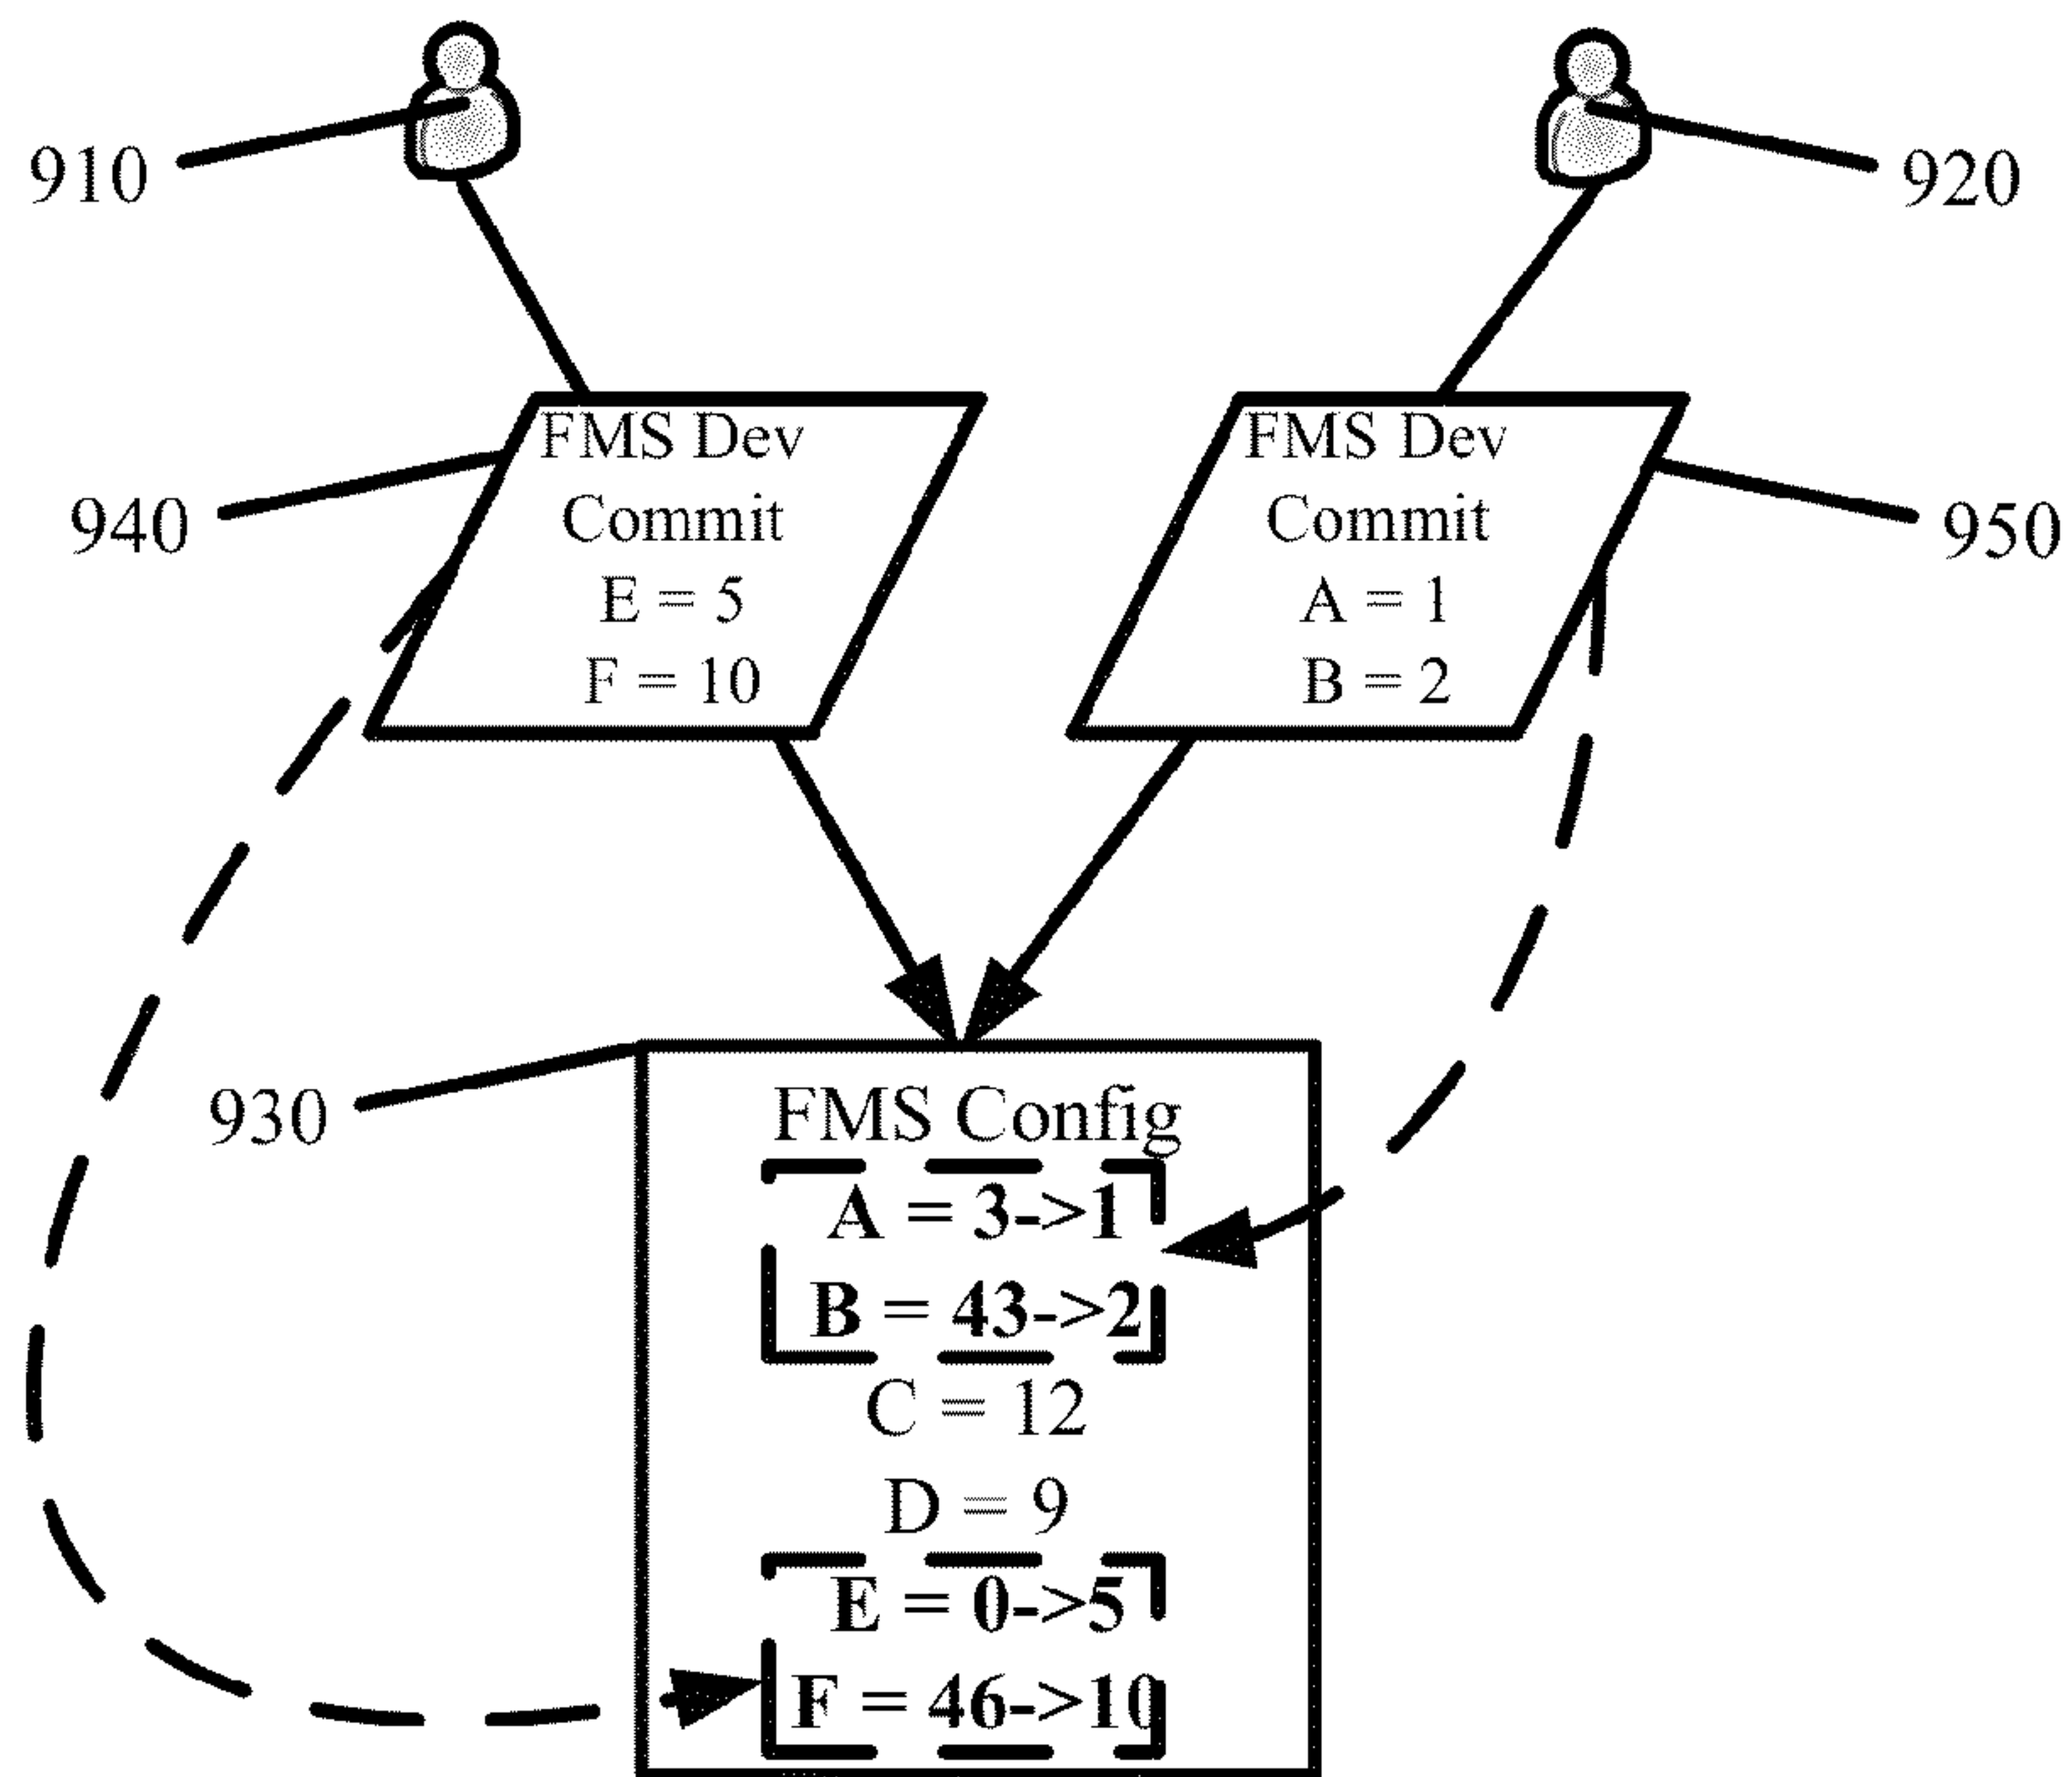 910
920
FMS Dev
Commit
E = 5
F = 10
940
FMS Dev
Commit
A = 1
B = 2
950
930
FMS Config
A = 3->1
B = 43->2
C = 12
D = 9
E = 0->5
F = 46->10